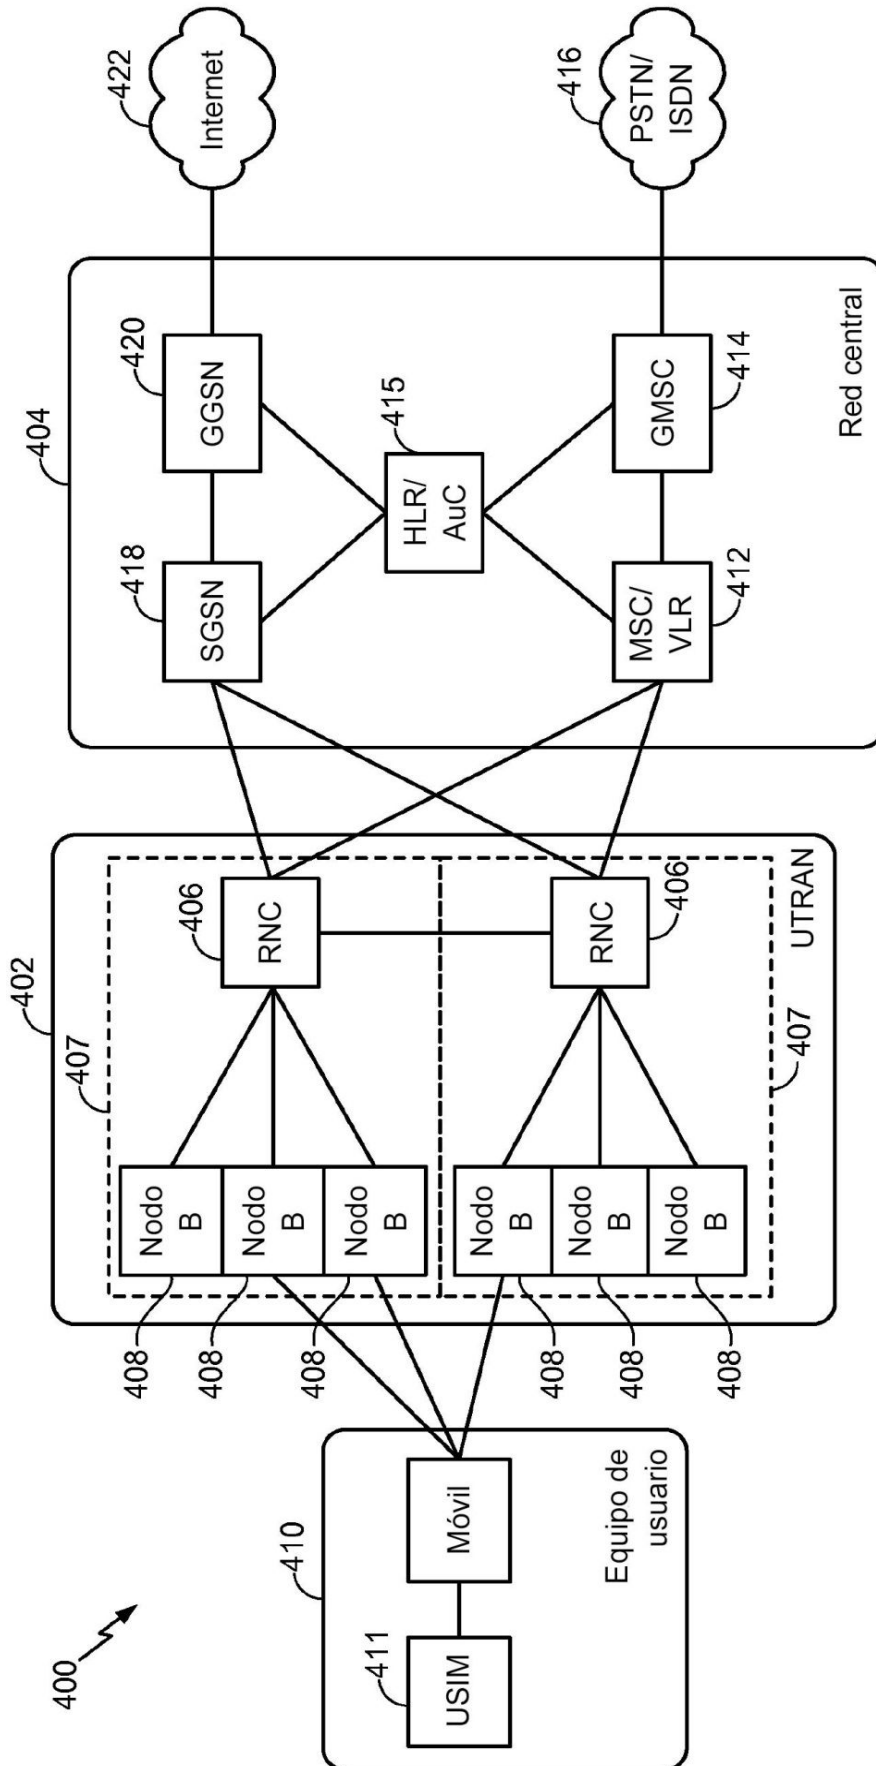 400
410
411
USIM
Móvil
Equipo de
usuario
402
407
408
Nodo
B
408
Nodo
B
408
Nodo
B
406
RNC
408
Nodo
B
408
Nodo
B
408
Nodo
B
406
RNC
407
UTRAN
404
418
SGSN
420
GGSN
415
HLR/
AuC
MSC/
VLR
412
GMSC
414
Red central
422
Internet
416
PSTN/
ISDN